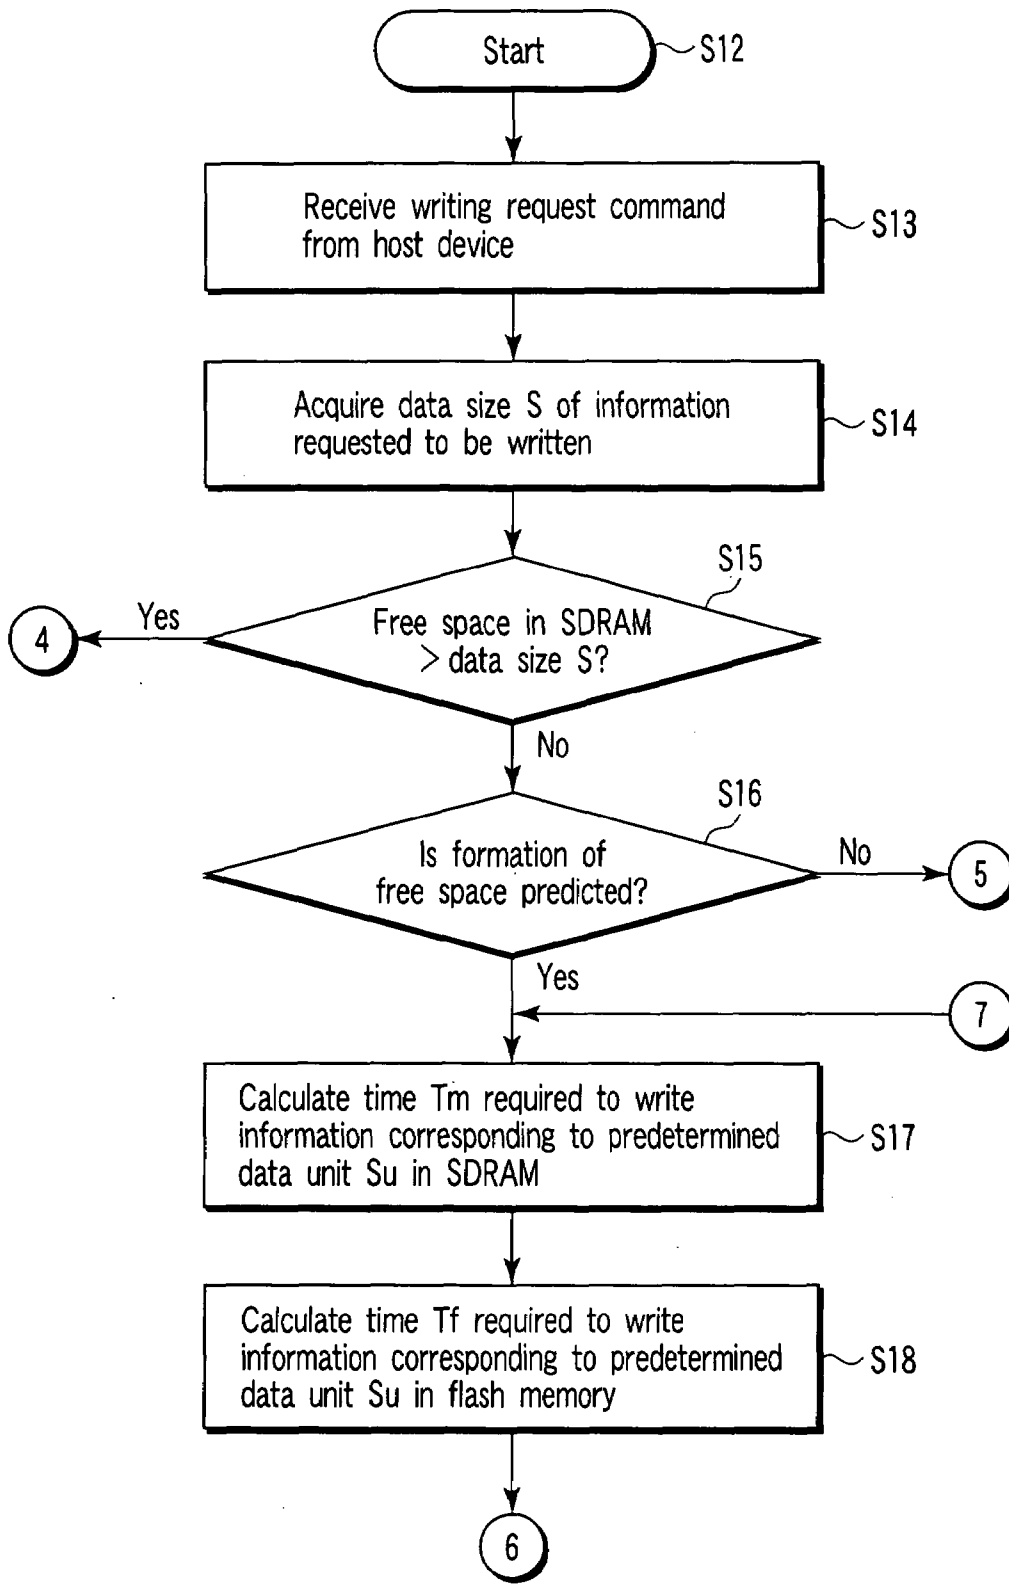 Start
S12
Receive writing request command
from host device
S13
Acquire data size S of information
requested to be written
S14
S15
Free space in SDRAM
> data size S?
Yes
4
No
S16
Is formation of
free space predicted?
No
5
Yes
7
Calculate time Tm required to write
information corresponding to predetermined
data unit Su in SDRAM
S17
Calculate time Tf required to write
information corresponding to predetermined
data unit Su in flash memory
S18
6